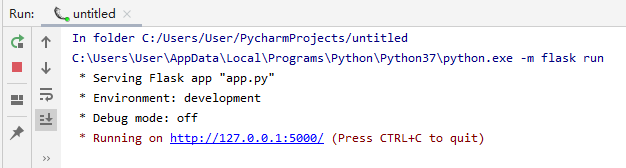 Run: untitled ×
In folder C:/Users/User/PycharmProjects/untitled
C:\Users\User\AppData\Local\Programs\Python\Python37\python.exe -m flask run
* Serving Flask app "app.py"
* Environment: development
* Debug mode: off
* Running on http://127.0.0.1:5000/ (Press CTRL+C to quit)